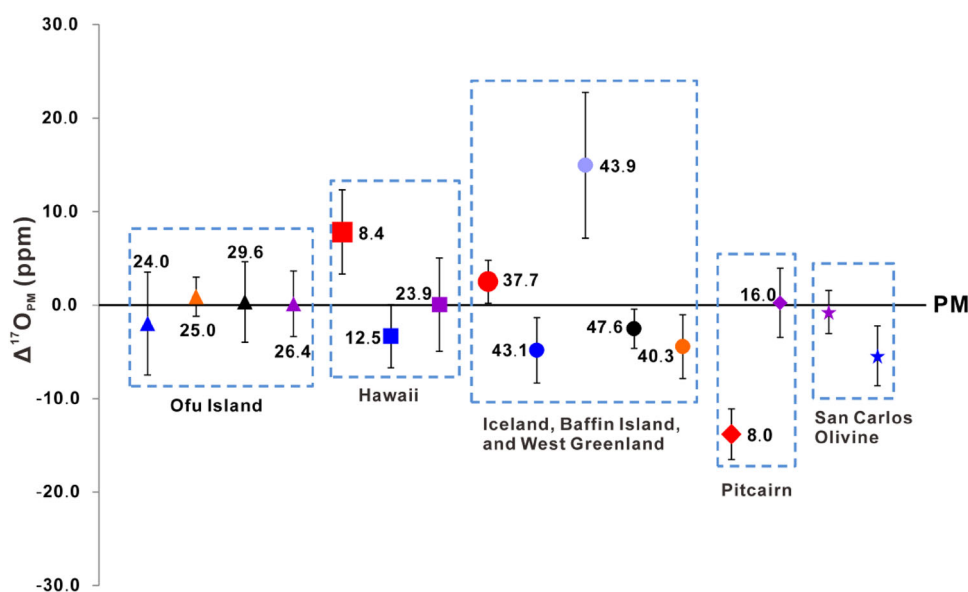 30.0
20.0
10.0
0.0
-10.0
-20.0
-30.0
Δ¹⁷O_PM (ppm)
24.0
25.0
29.6
26.4
Ofu Island
8.4
12.5
23.9
Hawaii
37.7
43.1
43.9
47.6
40.3
Iceland, Baffin Island,
and West Greenland
8.0
16.0
Pitcairn
San Carlos
Olivine
PM